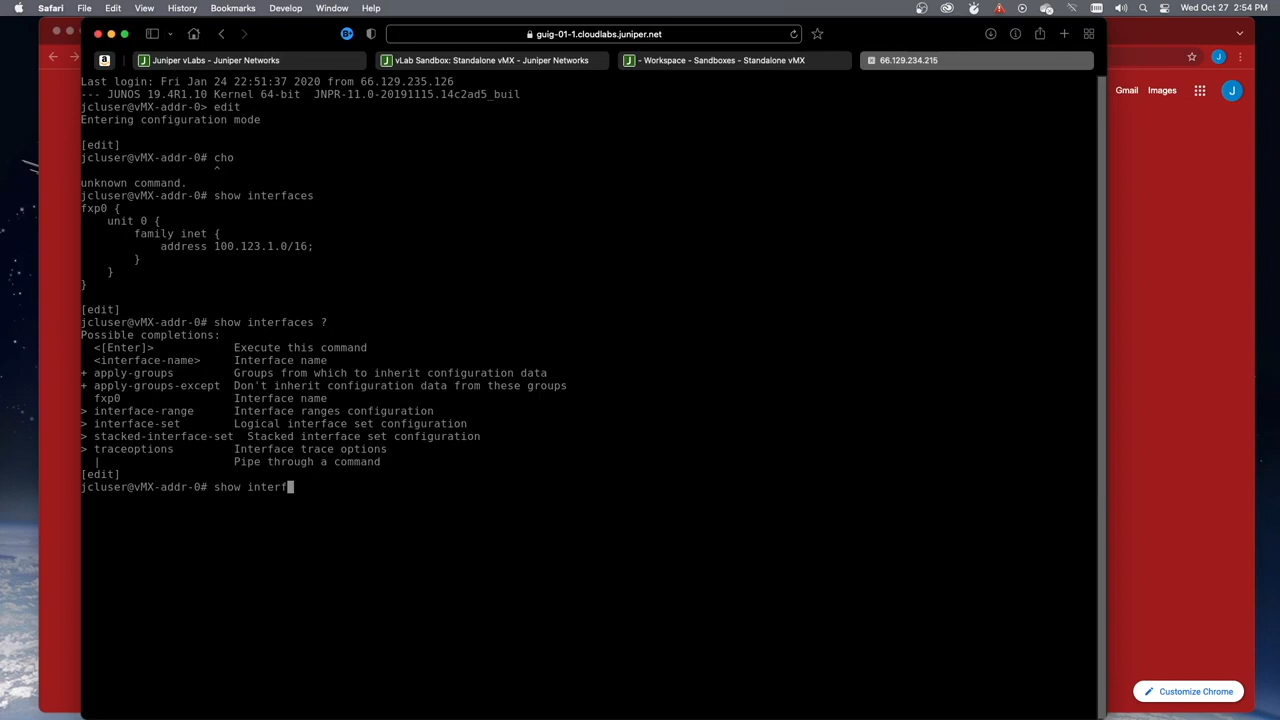 Safari File Edit View History Bookmarks Develop Window Help Wed Oct 27 2:54 PM
guig-01-1.cloudlabs.juniper.net
Juniper vLabs - Juniper Networks
vLab Sandbox: Standalone vMX - Juniper Networks
- Workspace - Sandboxes - Standalone vMX
66.129.234.215
Gmail Images J
Last login: Fri Jan 24 22:51:37 2020 from 66.129.235.126
--- JUNOS 19.4R1.10 Kernel 64-bit  JNPR-11.0-20191115.14c2ad5_buil
jcluser@vMX-addr-0> edit
Entering configuration mode
[edit]
jcluser@vMX-addr-0# cho
^
unknown command.
jcluser@vMX-addr-0# show interfaces
fxp0 {
unit 0 {
family inet {
address 100.123.1.0/16;
}
}
}
[edit]
jcluser@vMX-addr-0# show interfaces ?
Possible completions:
<[Enter]> Execute this command
<interface-name> Interface name
+ apply-groups Groups from which to inherit configuration data
+ apply-groups-except Don't inherit configuration data from these groups
fxp0 Interface name
> interface-range Interface ranges configuration
> interface-set Logical interface set configuration
> stacked-interface-set Stacked interface set configuration
> traceoptions Interface trace options
| Pipe through a command
[edit]
jcluser@vMX-addr-0# show interf
Customize Chrome